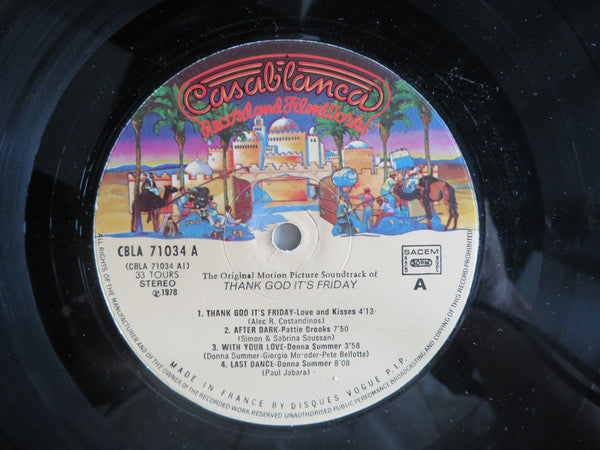 Casablanca
Record and FilmWorks
CBLA 71034 A
(CBLA 71034 A1)
33 TOURS
STEREO
℗1978
SACEM
A
The Original Motion Picture Soundtrack of
THANK GOD IT'S FRIDAY
1. THANK GOD IT'S FRIDAY-Love and Kisses 4'13
(Alec R. Costandinos)
2. AFTER DARK-Pattie Brooks 7'50
(Simon & Sabrina Soussan)
3. WITH YOUR LOVE-Donna Summer 3'58
(Donna Summer-Giorgio Moroder-Pete Bellotte)
4. LAST DANCE-Donna Summer 8'08
(Paul Jabara)
MADE IN FRANCE BY DISQUES VOGUE P.I.P.
ALL RIGHTS OF THE MANUFACTURER AND OF THE OWNER OF THE RECORDED WORK RESERVED UNAUTHORISED PUBLIC PERFOMANCE BROADCASTING AND COPYING OF THIS RECORD PROHIBITED